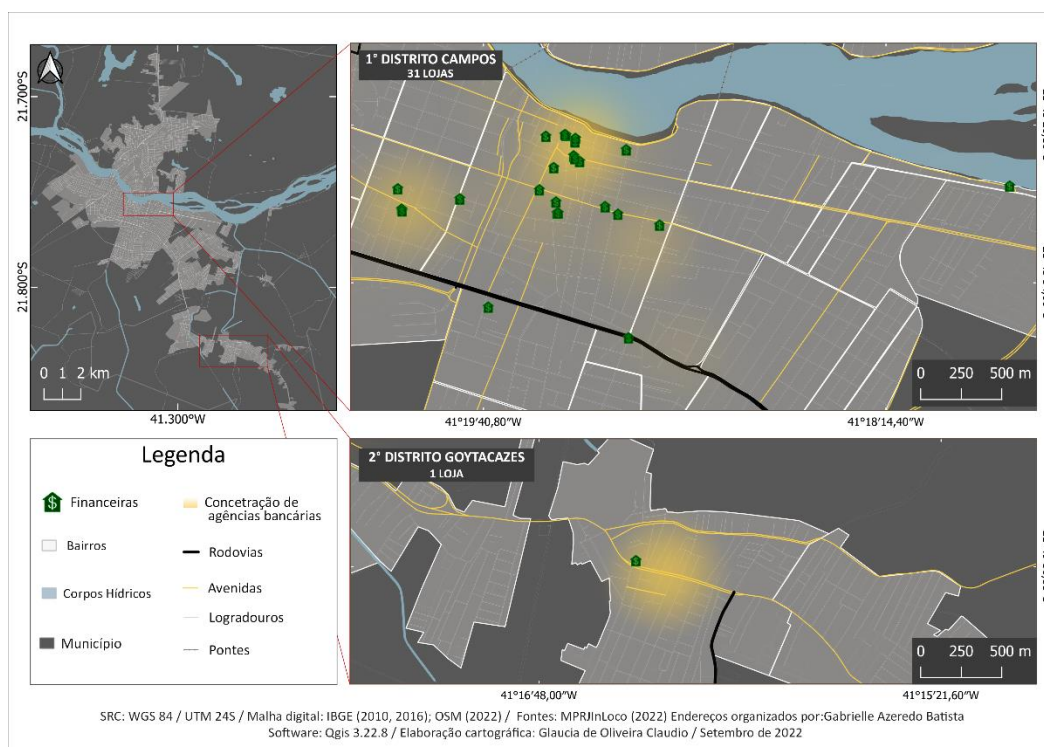 1° DISTRITO CAMPOS
31 LOJAS
21.700°S
21.800°S
0 1 2 km
41.300°W
0 250 500 m
41°19'40,80"W
41°18'14,40"W
Legenda
Financeiras
Bairros
Corpos Hídricos
Município
Concetração de
agências bancárias
Rodovias
Avenidas
Logradouros
Pontes
2° DISTRITO GOYTACAZES
1 LOJA
0 250 500 m
41°16'48,00"W
41°15'21,60"W
SRC: WGS 84 / UTM 24S / Malha digital: IBGE (2010, 2016); OSM (2022) / Fontes: MPRJInLoco (2022) Endereços organizados por:Gabrielle Azeredo Batista
Software: Qgis 3.22.8 / Elaboração cartográfica: Glaucia de Oliveira Claudio / Setembro de 2022